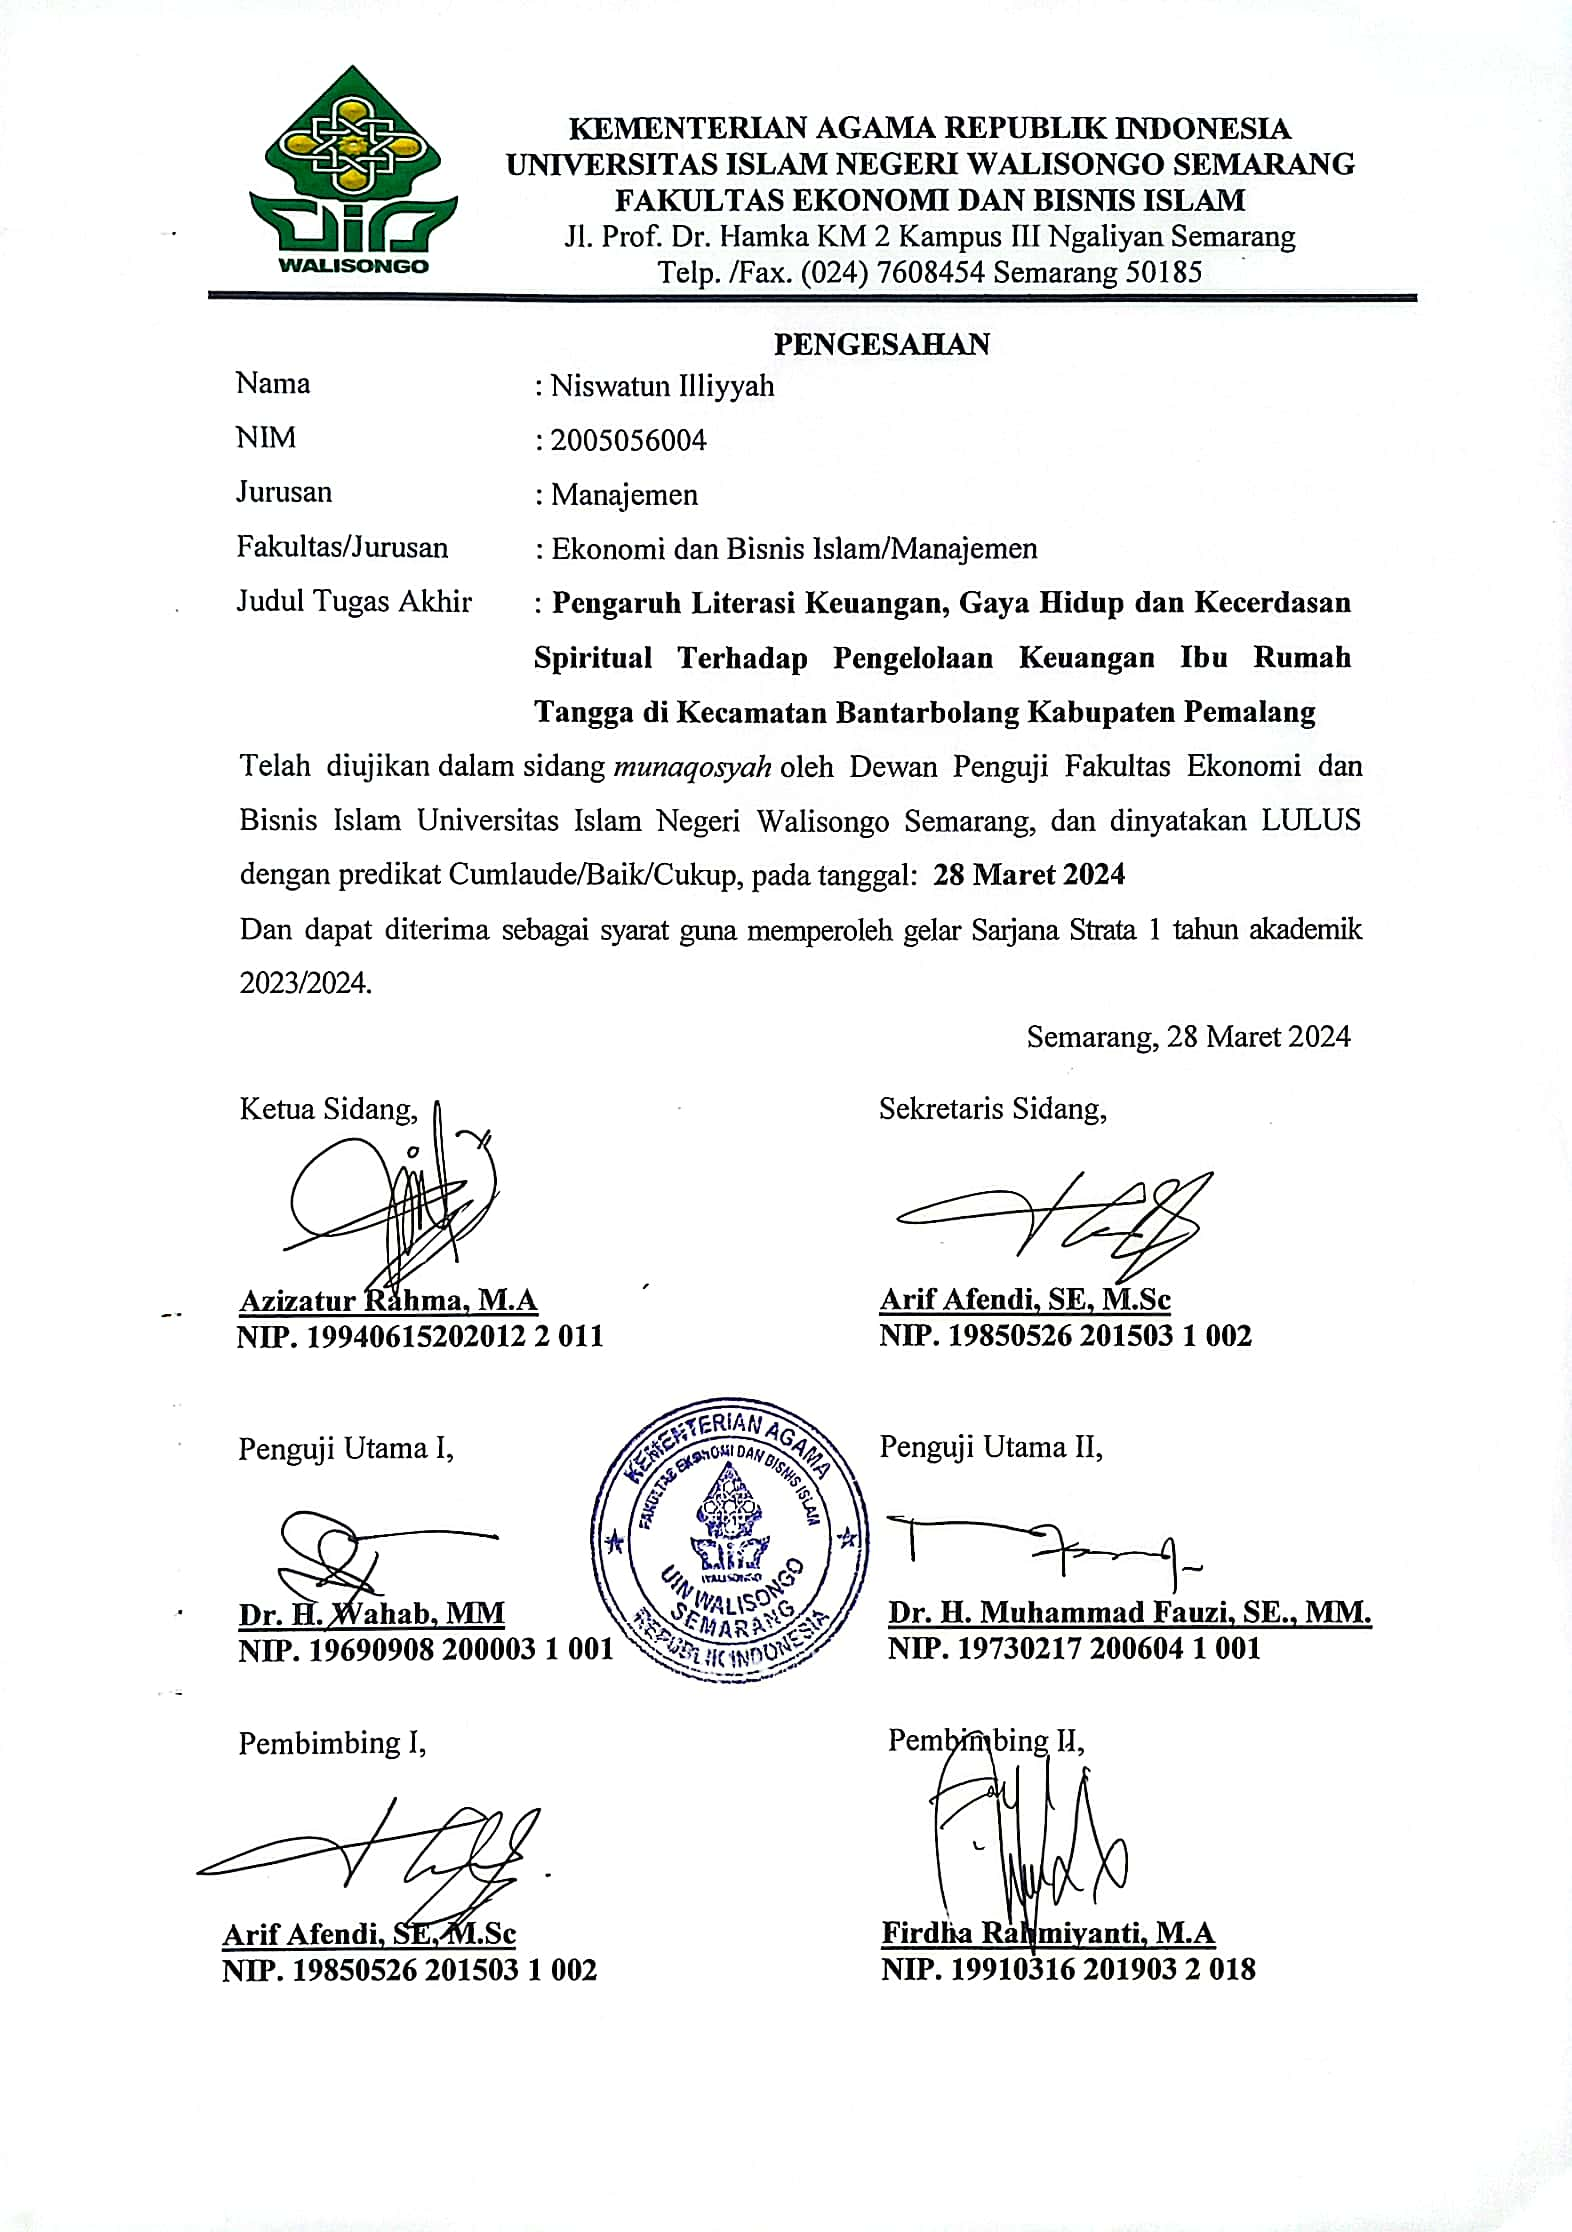 WALISONGO
KEMENTERIAN AGAMA REPUBLIK INDONESIA
UNIVERSITAS ISLAM NEGERI WALISONGO SEMARANG
FAKULTAS EKONOMI DAN BISNIS ISLAM
Jl. Prof. Dr. Hamka KM 2 Kampus III Ngaliyan Semarang
Telp. /Fax. (024) 7608454 Semarang 50185
PENGESAHAN
Nama : Niswatun Illiyyah
NIM : 2005056004
Jurusan : Manajemen
Fakultas/Jurusan : Ekonomi dan Bisnis Islam/Manajemen
Judul Tugas Akhir : Pengaruh Literasi Keuangan, Gaya Hidup dan Kecerdasan
Spiritual Terhadap Pengelolaan Keuangan Ibu Rumah
Tangga di Kecamatan Bantarbolang Kabupaten Pemalang
Telah diujikan dalam sidang munaqosyah oleh Dewan Penguji Fakultas Ekonomi dan
Bisnis Islam Universitas Islam Negeri Walisongo Semarang, dan dinyatakan LULUS
dengan predikat Cumlaude/Baik/Cukup, pada tanggal: 28 Maret 2024
Dan dapat diterima sebagai syarat guna memperoleh gelar Sarjana Strata 1 tahun akademik
2023/2024.
Semarang, 28 Maret 2024
Ketua Sidang, Sekretaris Sidang,
Azizatur Rahma, M.A Arif Afendi, SE, M.Sc
NIP. 19940615202012 2 011 NIP. 19850526 201503 1 002
Penguji Utama I, Penguji Utama II,
KEMENTERIAN AGAMA
FAKULTAS EKONOMI DAN BISNIS ISLAM
WALISONGO
UIN WALISONGO
SEMARANG
REPUBLIK INDONESIA
Dr. H. Wahab, MM Dr. H. Muhammad Fauzi, SE., MM.
NIP. 19690908 200003 1 001 NIP. 19730217 200604 1 001
Pembimbing I, Pembimbing II,
Arif Afendi, SE, M.Sc Firdha Rahmiyanti, M.A
NIP. 19850526 201503 1 002 NIP. 19910316 201903 2 018